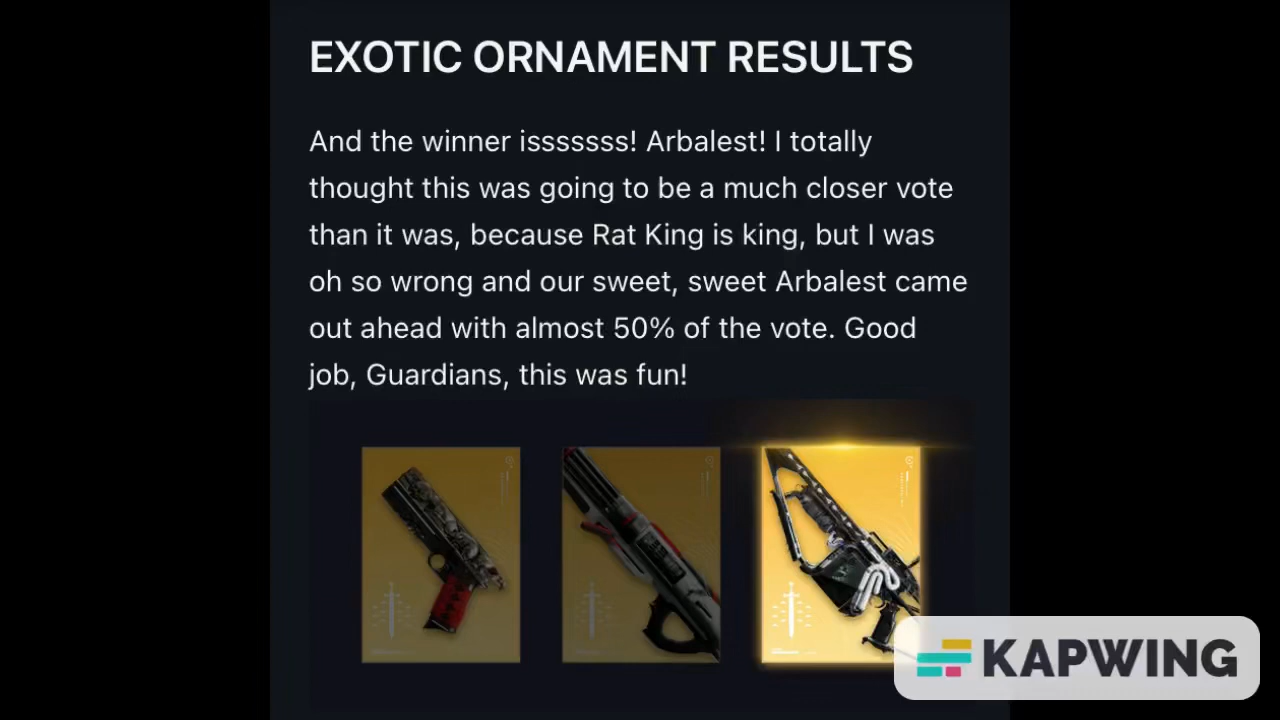 EXOTIC ORNAMENT RESULTS
And the winner isssssss! Arbalest! I totally
thought this was going to be a much closer vote
than it was, because Rat King is king, but I was
oh so wrong and our sweet, sweet Arbalest came
out ahead with almost 50% of the vote. Good
job, Guardians, this was fun!
KAPWING